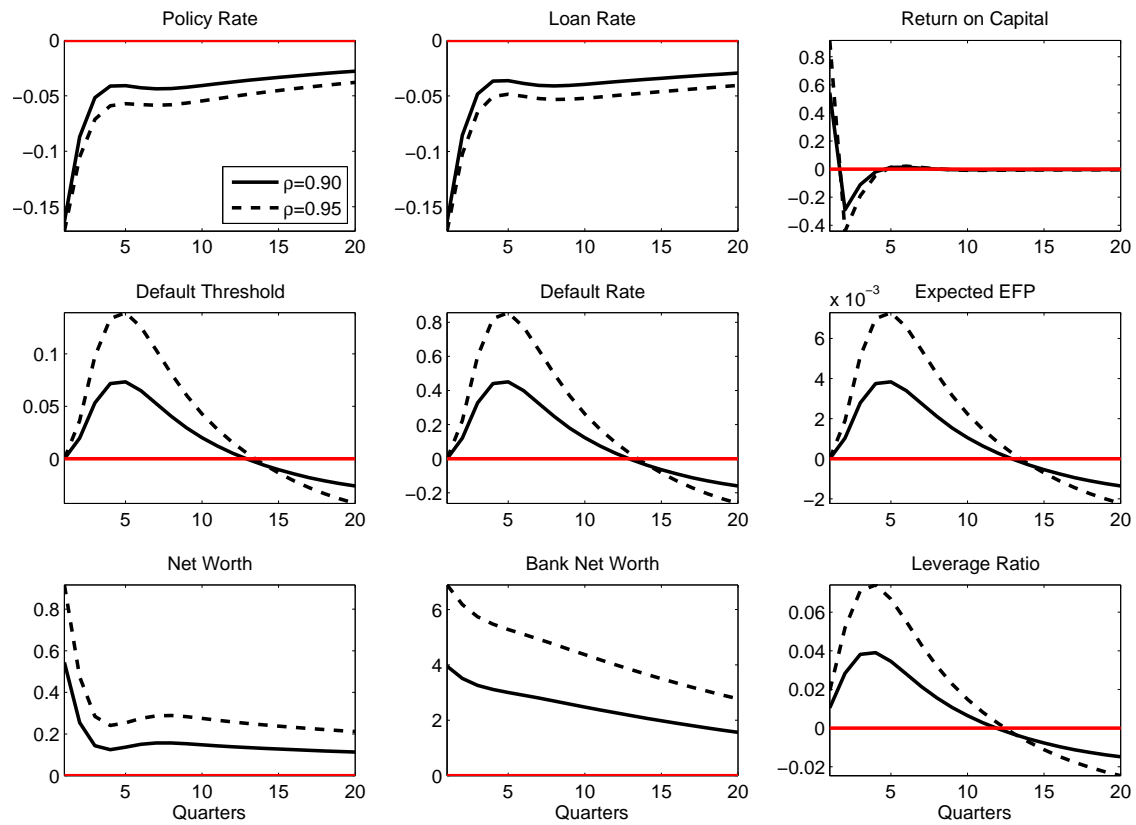 Policy Rate
0
−0.05
−0.1
−0.15
5 10 15 20
ρ=0.90
ρ=0.95
Loan Rate
0
−0.05
−0.1
−0.15
5 10 15 20
Return on Capital
0.8
0.6
0.4
0.2
0
−0.2
−0.4
5 10 15 20
Default Threshold
0.1
0.05
0
5 10 15 20
Default Rate
0.8
0.6
0.4
0.2
0
−0.2
5 10 15 20
Expected EFP
x 10−3
6
4
2
0
−2
5 10 15 20
Net Worth
0.8
0.6
0.4
0.2
0
5 10 15 20
Quarters
Bank Net Worth
6
4
2
0
5 10 15 20
Quarters
Leverage Ratio
0.06
0.04
0.02
0
−0.02
5 10 15 20
Quarters